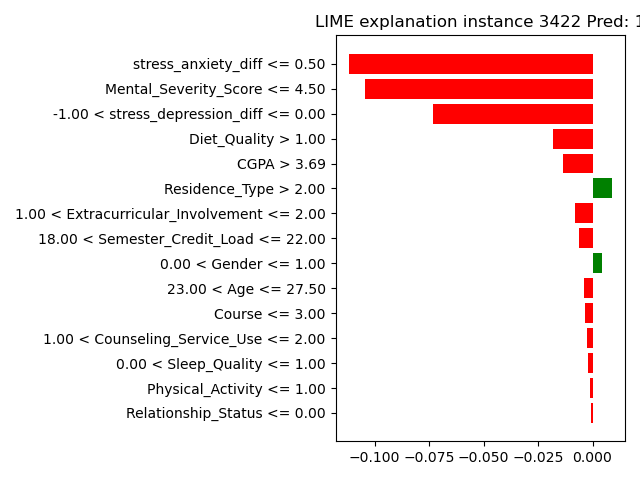 LIME explanation instance 3422 Pred: 1
stress_anxiety_diff <= 0.50
Mental_Severity_Score <= 4.50
-1.00 < stress_depression_diff <= 0.00
Diet_Quality > 1.00
CGPA > 3.69
Residence_Type > 2.00
1.00 < Extracurricular_Involvement <= 2.00
18.00 < Semester_Credit_Load <= 22.00
0.00 < Gender <= 1.00
23.00 < Age <= 27.50
Course <= 3.00
1.00 < Counseling_Service_Use <= 2.00
0.00 < Sleep_Quality <= 1.00
Physical_Activity <= 1.00
Relationship_Status <= 0.00
−0.100 −0.075 −0.050 −0.025 0.000